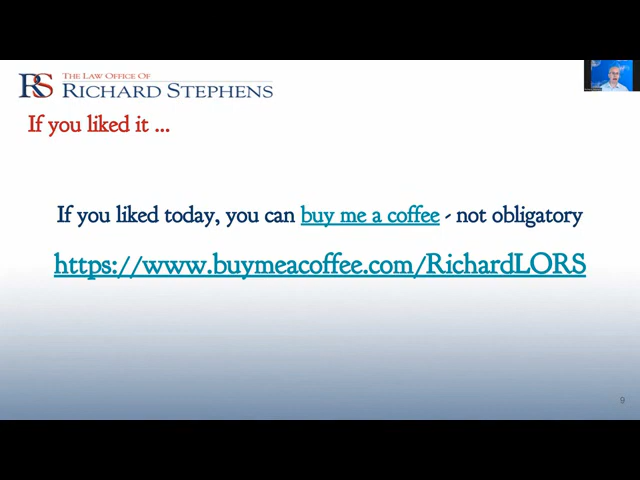 RS THE LAW OFFICE OF
RICHARD STEPHENS
If you liked it ...
If you liked today, you can buy me a coffee - not obligatory
https://www.buymeacoffee.com/RichardLORS
9